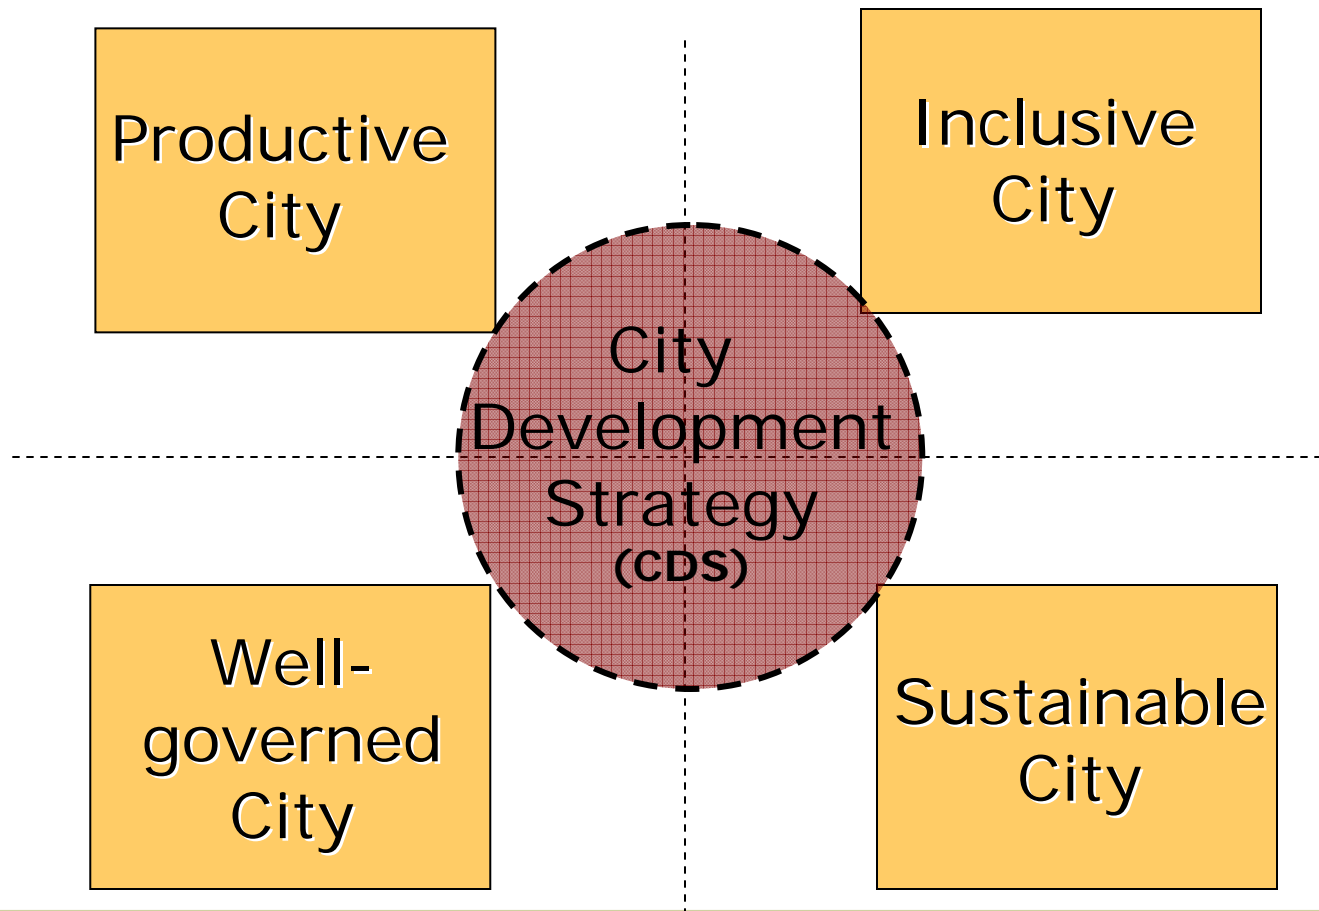 Productive
City
Inclusive
City
City
Development
Strategy
(CDS)
Well-
governed
City
Sustainable
City